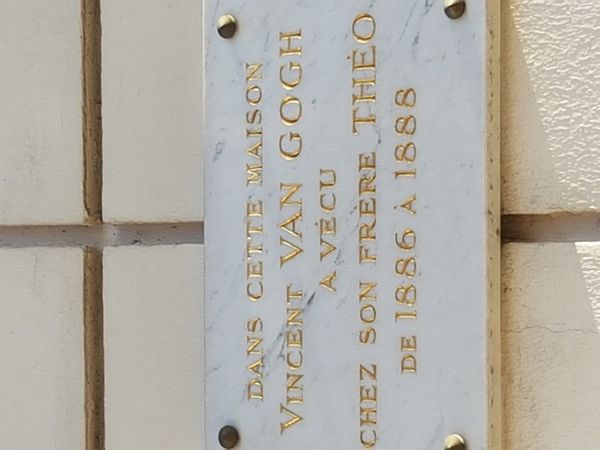 DANS CETTE MAISON
VINCENT VAN GOGH
A VÉCU
CHEZ SON FRÈRE THÉO
DE 1886 À 1888